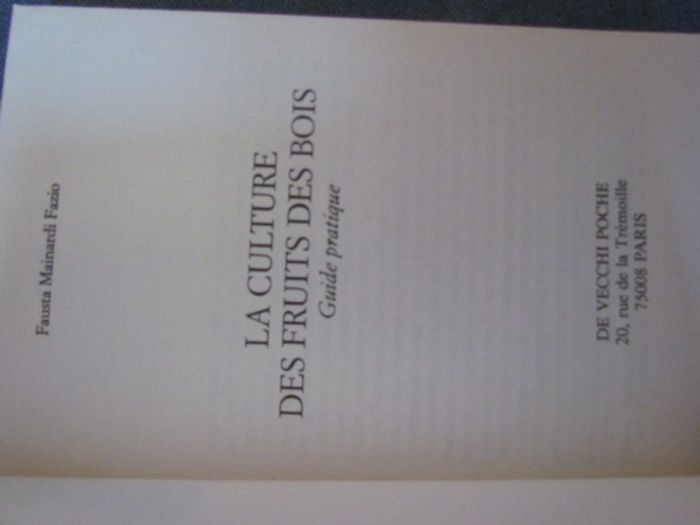 Fausta Mainardi Fazio
LA CULTURE
DES FRUITS DES BOIS
Guide pratique
DE VECCHI POCHE
20, rue de la Trémoille
75008 PARIS